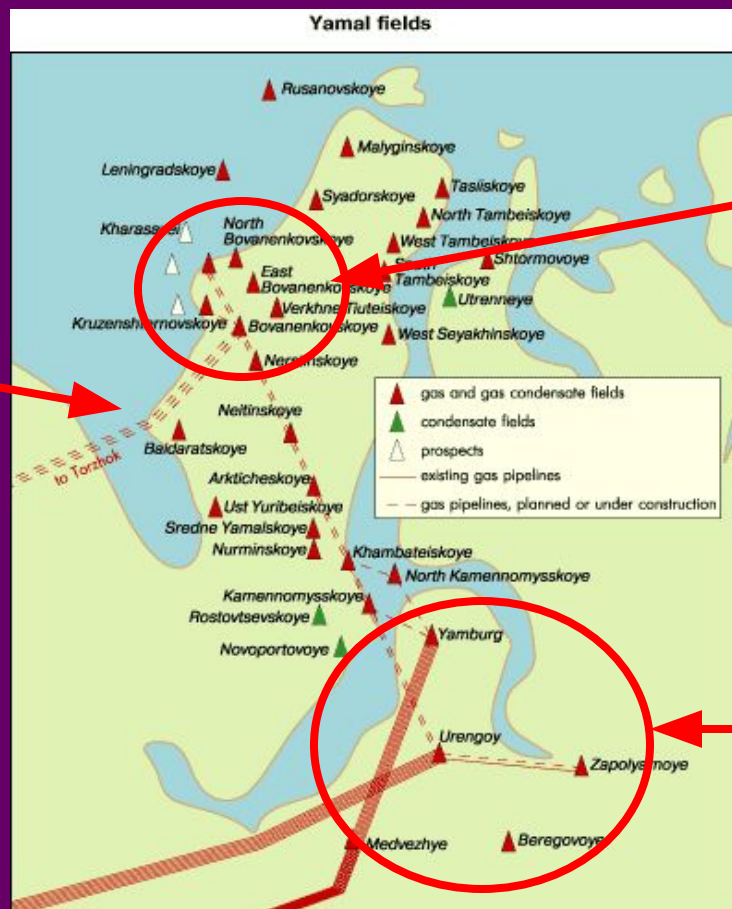 Yamal fields
Rusanovskoye
Malyginskoye
Leningradskoye
Tasiiskoye
Syadorskoye
North Tambeiskoye
Kharasavei
North
Bovanenkovskoye
West Tambeiskoye
South
Tambeiskoye
Shtormovoye
East
Bovanenkovskoye
Utrenneye
Verkhne Tiuteiskoye
Kruzenshternovskoye
Bovanenkovskoye
West Seyakhinskoye
Nerstinskoye
gas and gas condensate fields
condensate fields
prospects
existing gas pipelines
gas pipelines, planned or under construction
Neitinskoye
Baidaratskoye
to Torzhok
Arkticheskoye
Ust Yuribeiskoye
Sredne Yamalskoye
Nurminskoye
Khambateiskoye
North Kamennomysskoye
Kamennomysskoye
Rostovtsevskoye
Yamburg
Novoportovoye
Urengoy
Zapolyarnoye
Medvezhye
Beregovoye